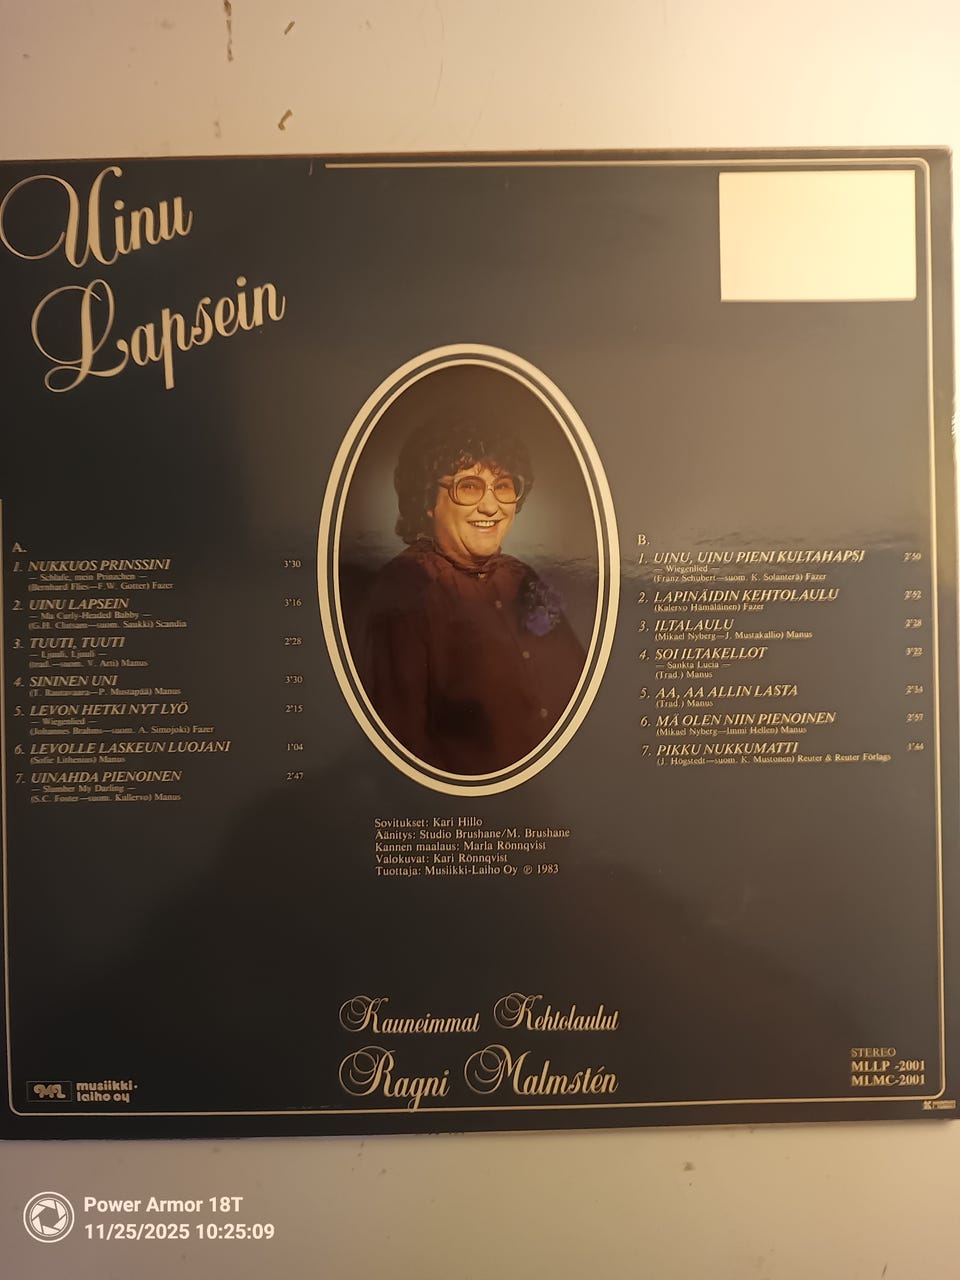 Uinu
Lapsein
A.
1. NUKKUOS PRINSSINI 3'30
— Schlafe, mein Prinzchen —
(Bernhard Flies—F.W. Gotter) Fazer
2. UINU LAPSEIN 3'16
— Ma Curly-Headed Babby —
(G.H. Clutsam—suom. Saukki) Scandia
3. TUUTI, TUUTI 2'28
— Ljuuli, Ljuuli —
(trad.—suom. V. Arti) Manus
4. SININEN UNI 3'30
(T. Rautavaara—P. Mustapää) Manus
5. LEVON HETKI NYT LYÖ 2'15
— Wiegenlied —
(Johannes Brahms—suom. A. Simojoki) Fazer
6. LEVOLLE LASKEUN LUOJANI 1'04
(Sofie Lithenius) Manus
7. UINAHDA PIENOINEN 2'47
— Slumber My Darling —
(S.C. Foster—suom. Kullervo) Manus
B.
1. UINU, UINU PIENI KULTAHAPSI 2'50
— Wiegenlied —
(Franz Schubert—suom. K. Solanterä) Fazer
2. LAPINÄIDIN KEHTOLAULU 2'52
(Kalervo Hämäläinen) Fazer
3. ILTALAULU 2'28
(Mikael Nyberg—J. Mustakallio) Manus
4. SOI ILTAKELLOT 3'22
— Sankta Lucia —
(Trad.) Manus
5. AA, AA ALLIN LASTA 2'34
(Trad.) Manus
6. MÄ OLEN NIIN PIENOINEN 2'57
(Mikael Nyberg—Immi Hellen) Manus
7. PIKKU NUKKUMATTI 1'44
(J. Högstedt—suom. K. Mustonen) Reuter & Reuter Förlags
Sovitukset: Kari Hillo
Äänitys: Studio Brushane/M. Brushane
Kannen maalaus: Marla Rönnqvist
Valokuvat: Kari Rönnqvist
Tuottaja: Musiikki-Laiho Oy ℗ 1983
Kauneimmat Kehtolaulut
Ragni Malmstén
musiikki-
laiho oy
STEREO
MLLP -2001
MLMC-2001
Power Armor 18T
11/25/2025 10:25:09